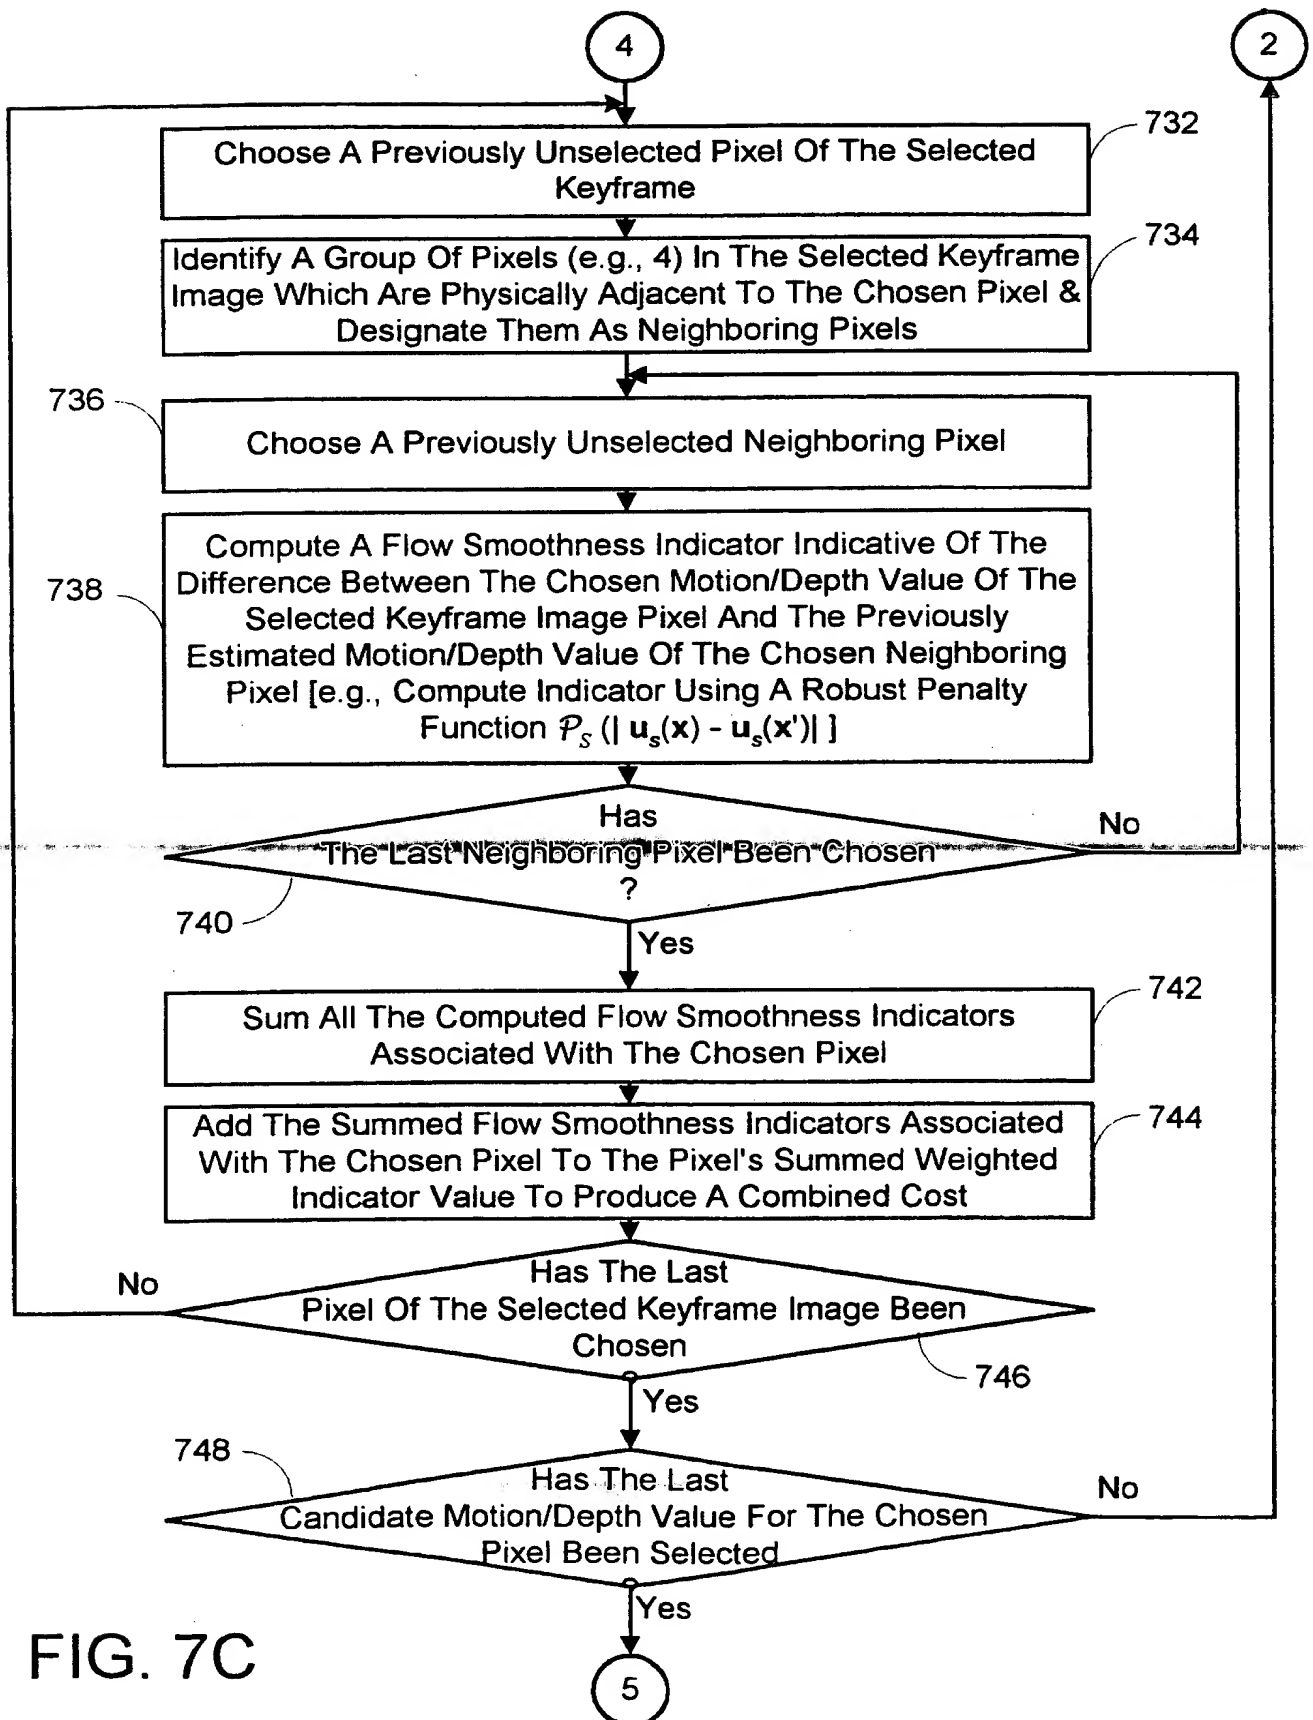 4
2
732
Choose A Previously Unselected Pixel Of The Selected
Keyframe
734
Identify A Group Of Pixels (e.g., 4) In The Selected Keyframe
Image Which Are Physically Adjacent To The Chosen Pixel &
Designate Them As Neighboring Pixels
736
Choose A Previously Unselected Neighboring Pixel
738
Compute A Flow Smoothness Indicator Indicative Of The
Difference Between The Chosen Motion/Depth Value Of The
Selected Keyframe Image Pixel And The Previously
Estimated Motion/Depth Value Of The Chosen Neighboring
Pixel [e.g., Compute Indicator Using A Robust Penalty
Function 𝒫_S (| u_s(x) - u_s(x')| ]
Has
The Last Neighboring Pixel Been Chosen
?
No
740
Yes
742
Sum All The Computed Flow Smoothness Indicators
Associated With The Chosen Pixel
744
Add The Summed Flow Smoothness Indicators Associated
With The Chosen Pixel To The Pixel's Summed Weighted
Indicator Value To Produce A Combined Cost
No
Has The Last
Pixel Of The Selected Keyframe Image Been
Chosen
746
Yes
748
Has The Last
Candidate Motion/Depth Value For The Chosen
Pixel Been Selected
No
Yes
FIG. 7C
5